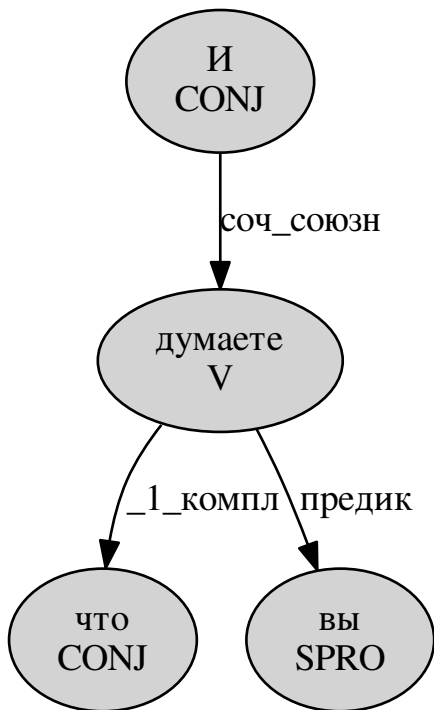 И
CONJ
соч_союзн
думаете
V
_1_компл предик
что
CONJ
вы
SPRO